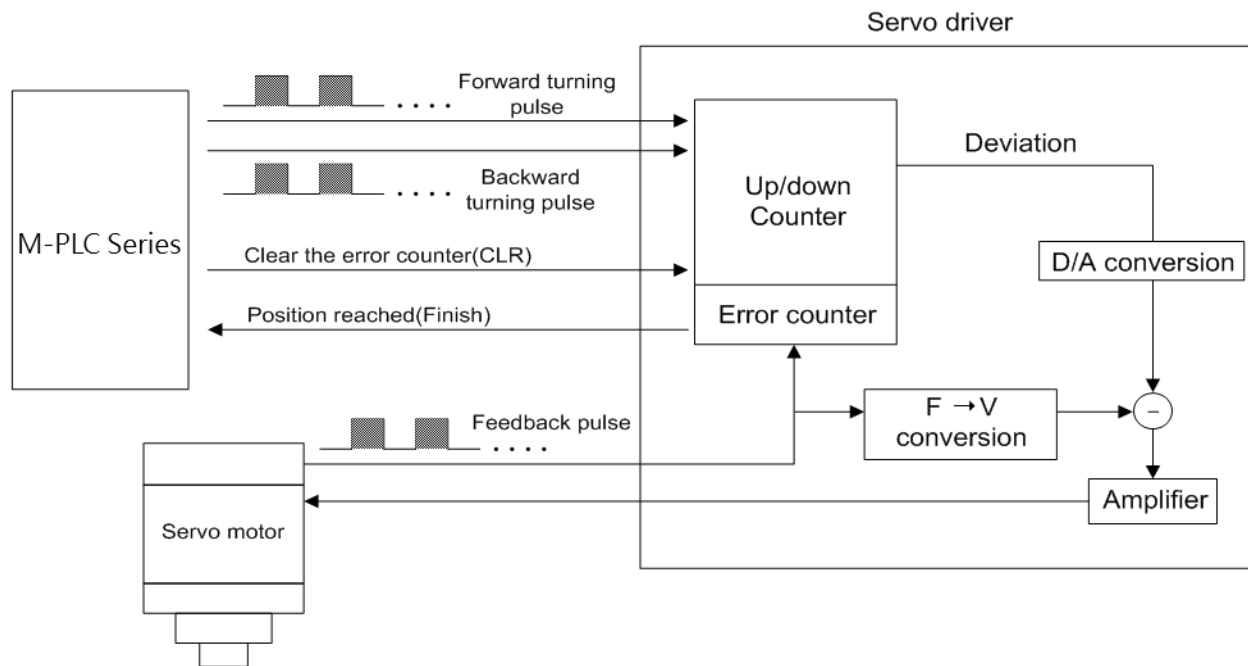 Servo driver
Forward turning
pulse
Backward
turning pulse
M-PLC Series
Clear the error counter(CLR)
Position reached(Finish)
Up/down
Counter
Error counter
Deviation
D/A conversion
F → V
conversion
−
Amplifier
Feedback pulse
Servo motor